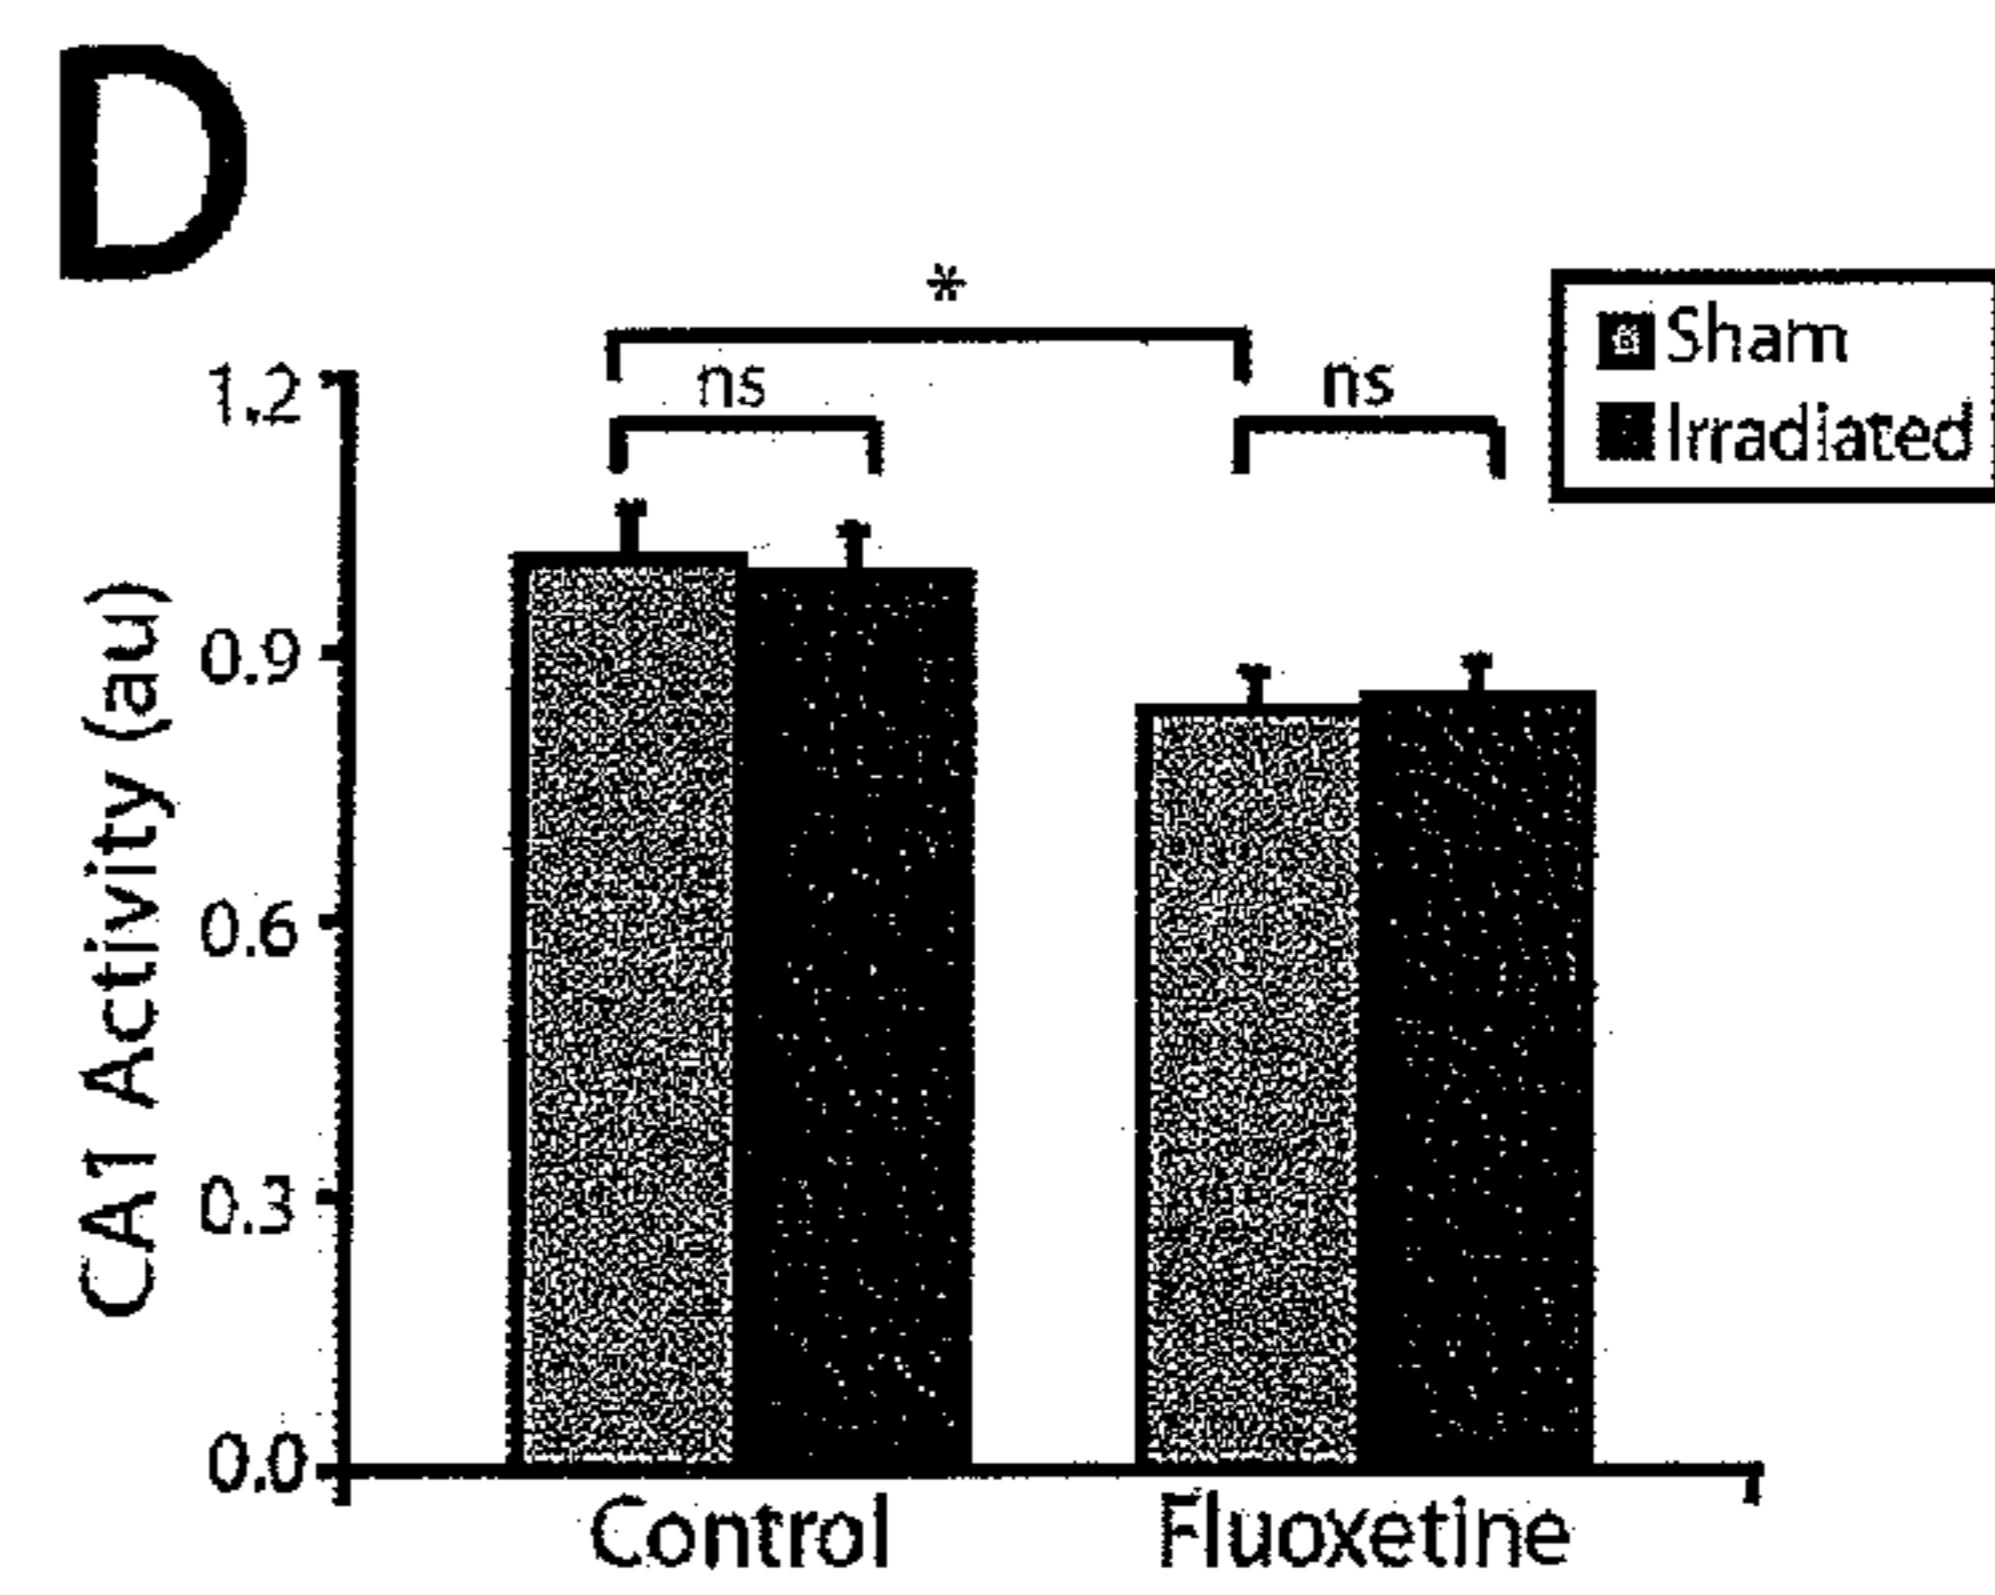 D
*
ns
ns
Sham
Irradiated
1.2
0.9
0.6
0.3
0.0
CA1 Activity (au)
Control
Fluoxetine